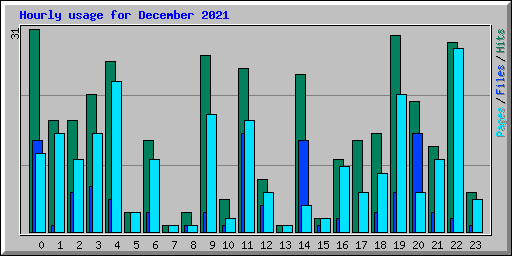 Hourly usage for December 2021
31
Pages/Files/Hits
0 1 2 3 4 5 6 7 8 9 10 11 12 13 14 15 16 17 18 19 20 21 22 23